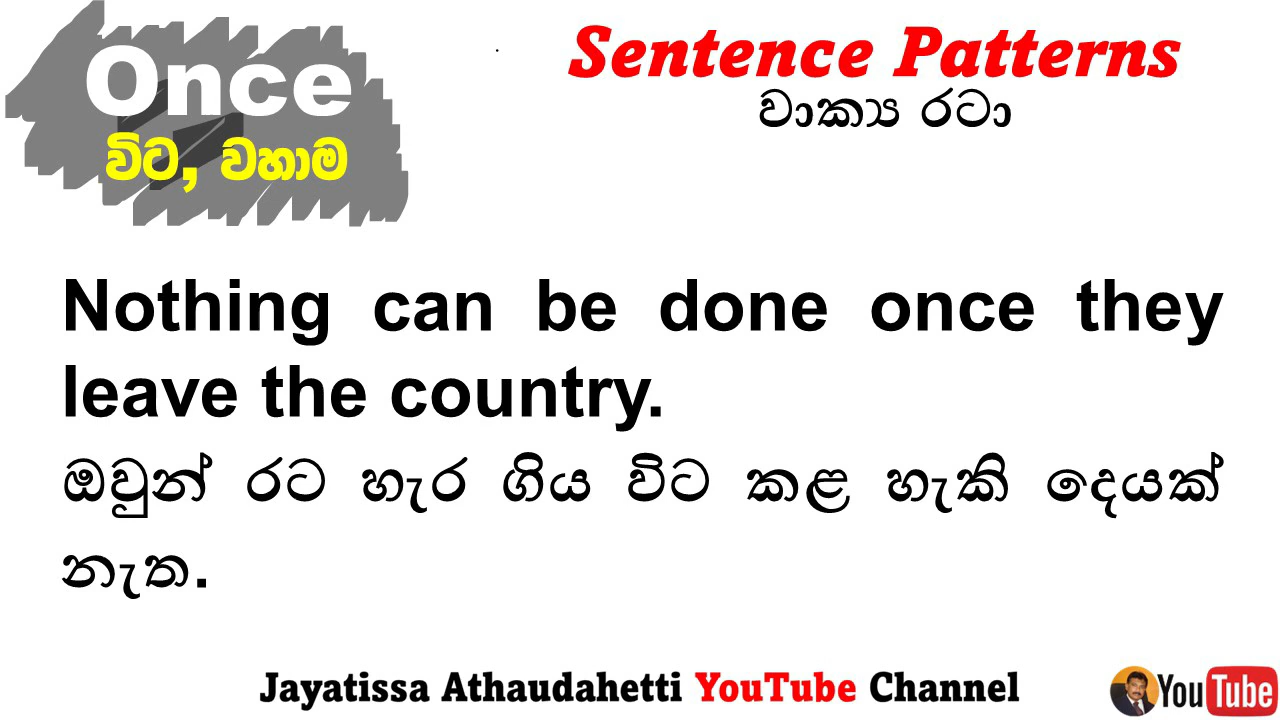 Once
විට, වහාම
Sentence Patterns
වාක්‍ය රටා
Nothing can be done once they
leave the country.
ඔවුන් රට හැර ගිය විට කළ හැකි දෙයක්
නැත.
Jayatissa Athaudahetti YouTube Channel
YouTube